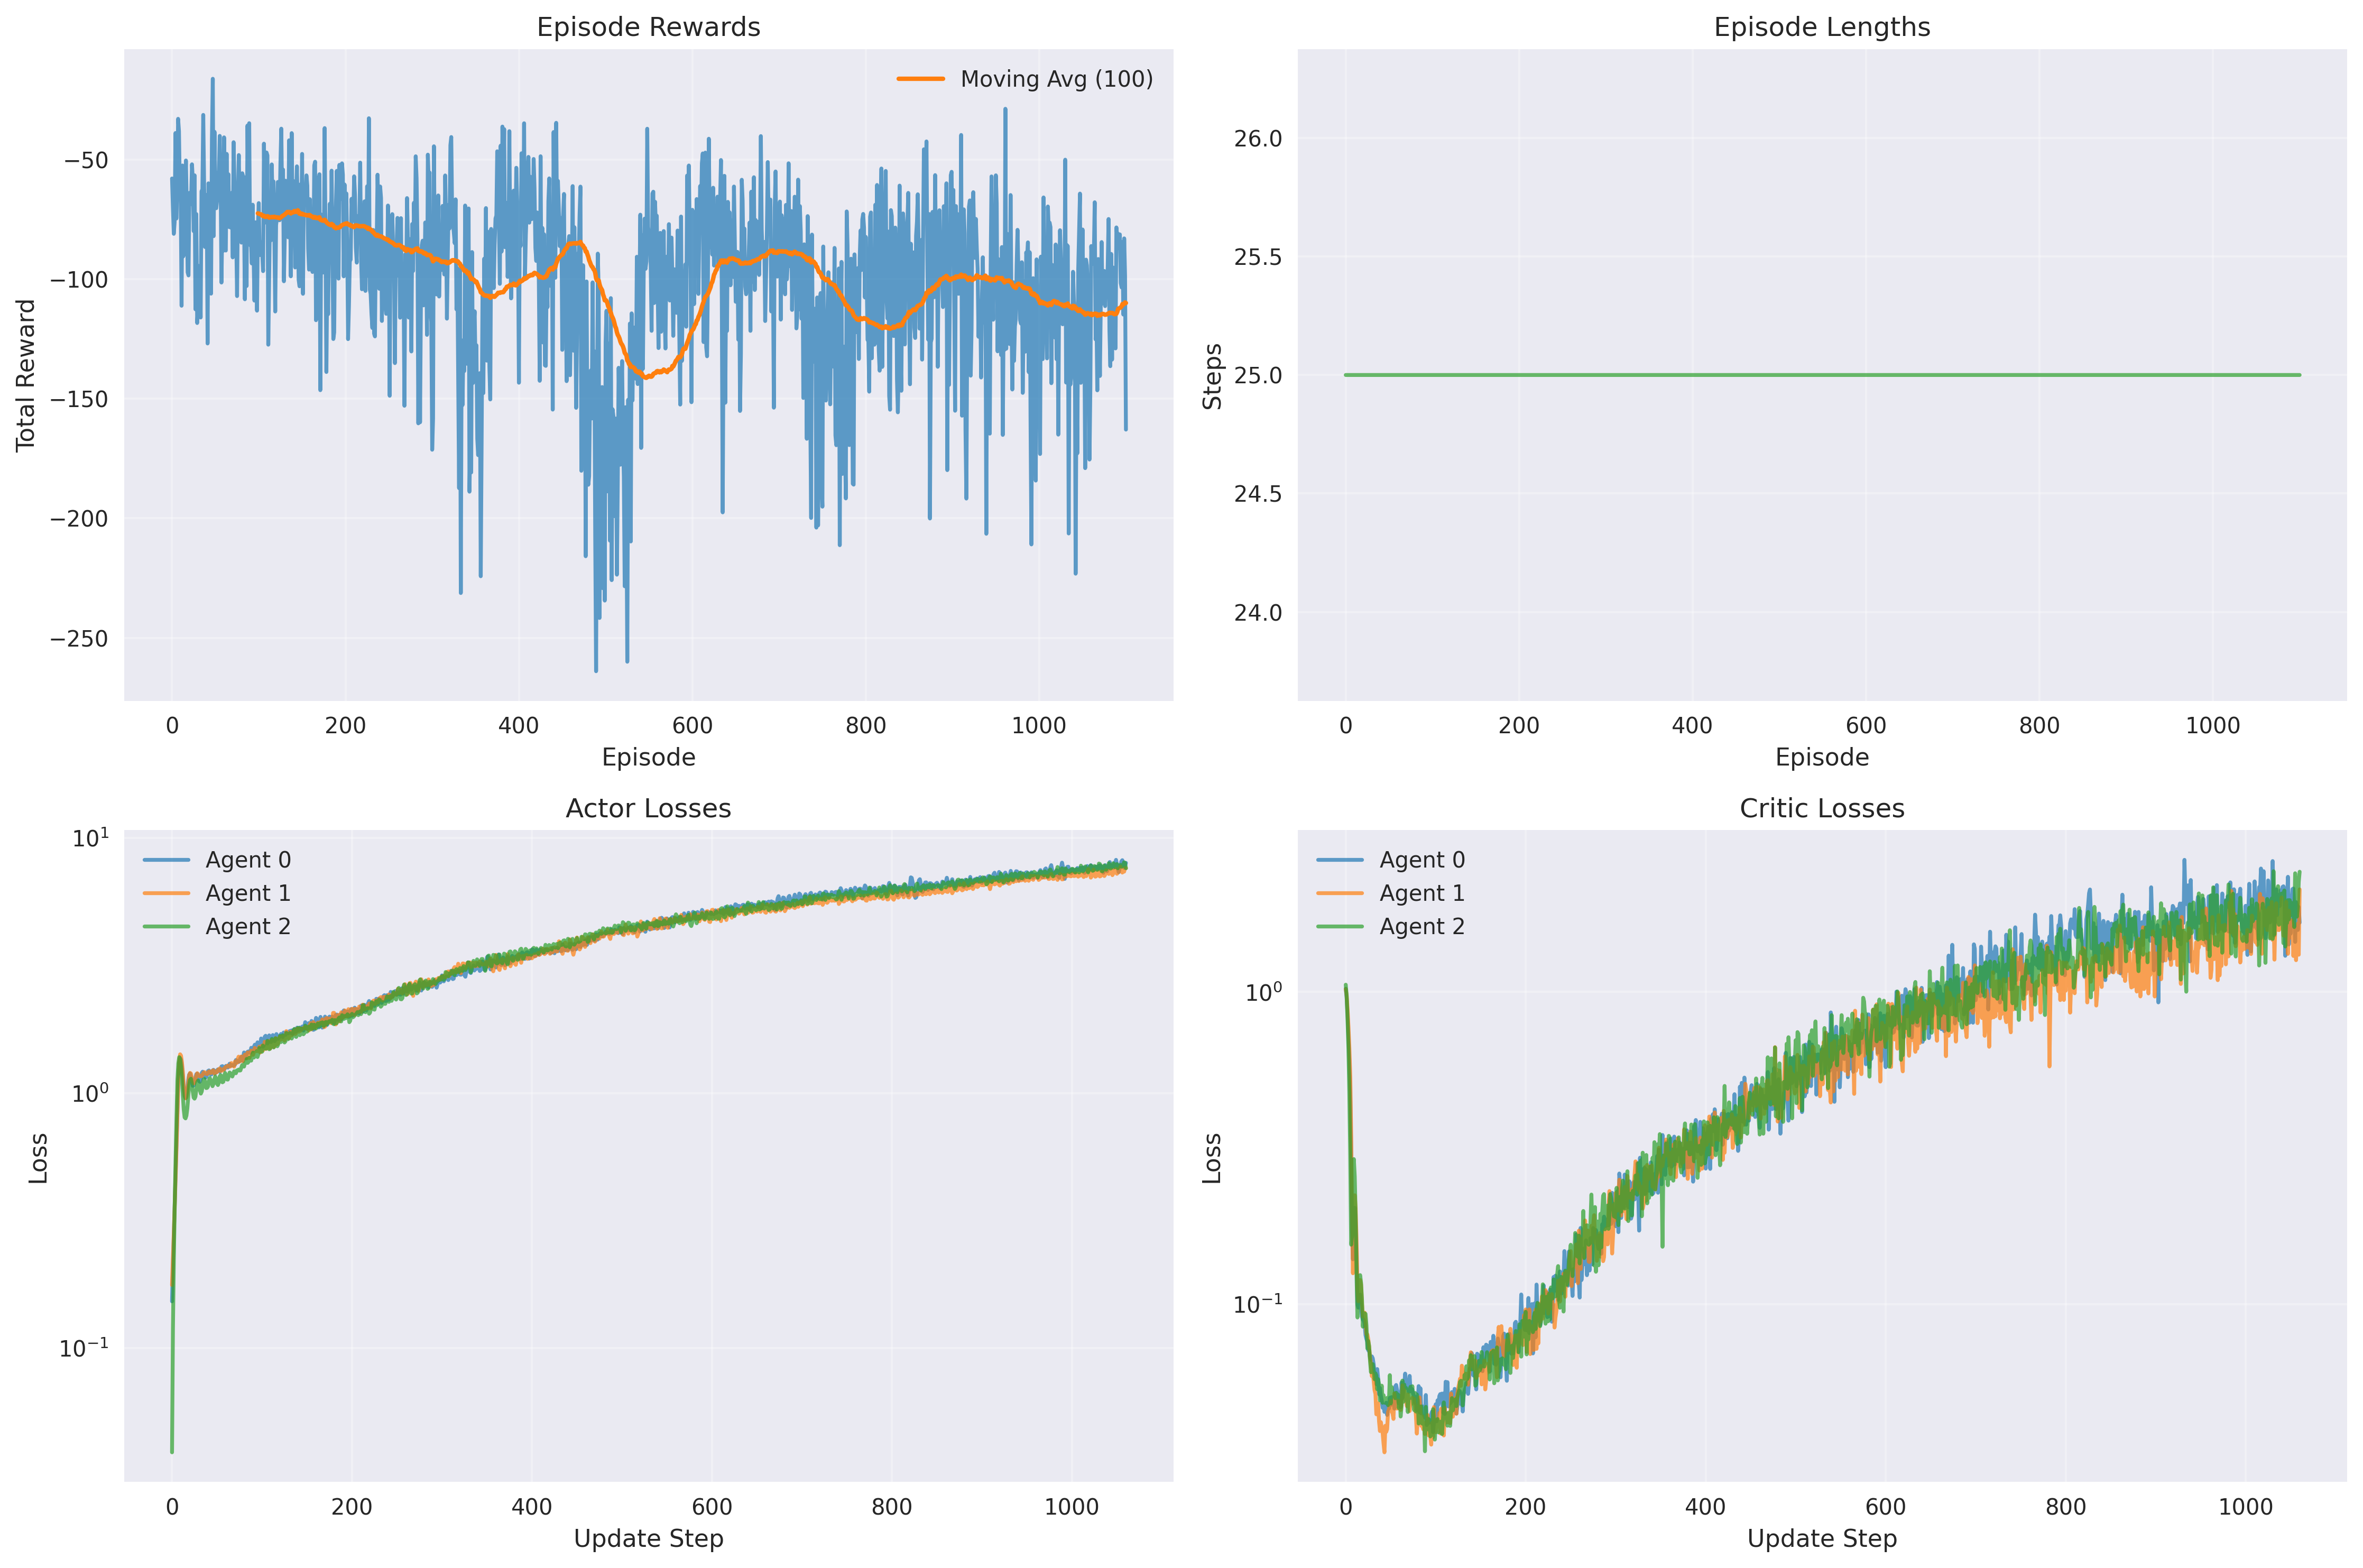 Episode Rewards
Moving Avg (100)
−50
−100
−150
−200
−250
Total Reward
0 200 400 600 800 1000
Episode
Episode Lengths
26.0
25.5
25.0
24.5
24.0
Steps
0 200 400 600 800 1000
Episode
Actor Losses
Agent 0
Agent 1
Agent 2
10¹
10⁰
10⁻¹
Loss
0 200 400 600 800 1000
Update Step
Critic Losses
Agent 0
Agent 1
Agent 2
10⁰
10⁻¹
Loss
0 200 400 600 800 1000
Update Step